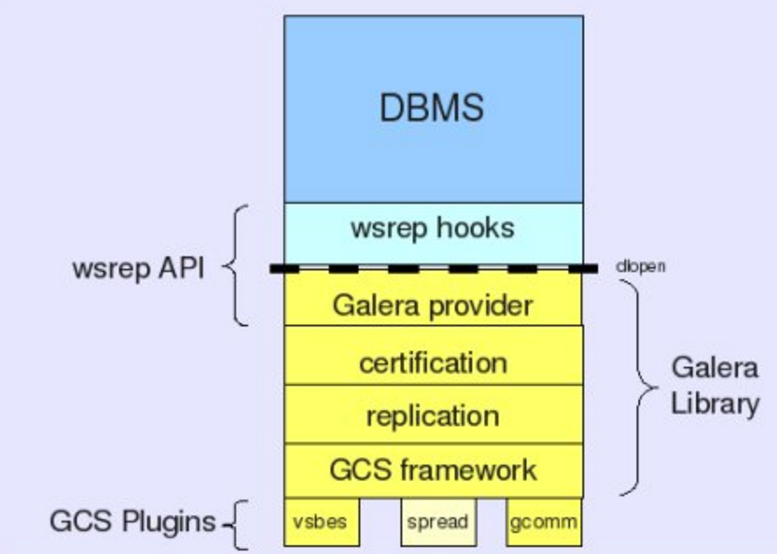 DBMS
wsrep hooks
wsrep API
dlopen
Galera provider
certification
Galera
Library
replication
GCS framework
GCS Plugins
vsbes
spread
gcomm